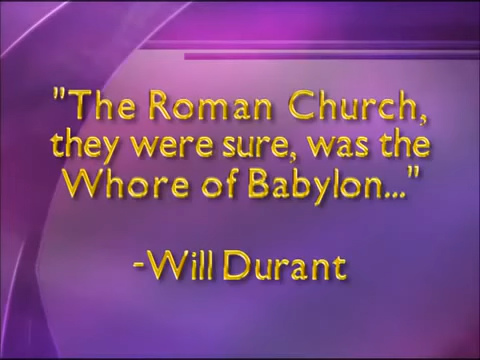 "The Roman Church,
they were sure, was the
Whore of Babylon..."
-Will Durant